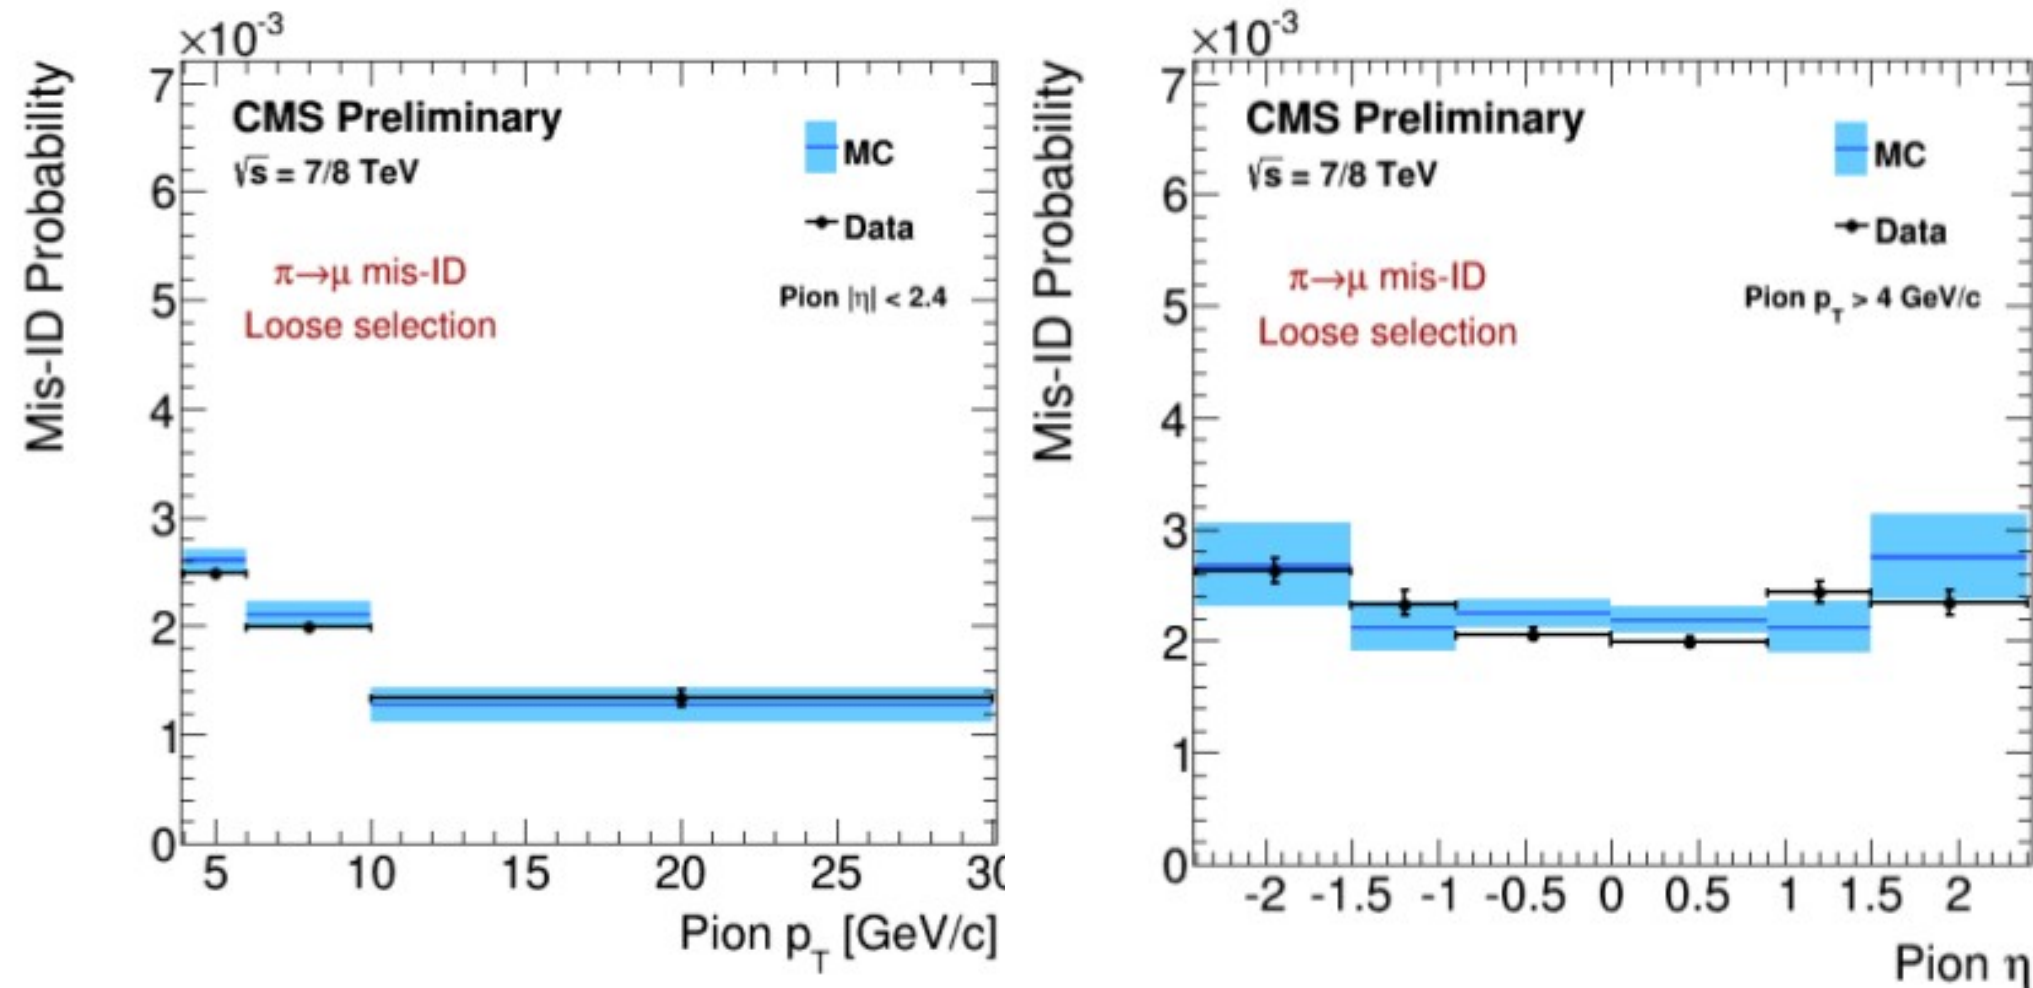 ×10⁻³
Mis-ID Probability
7
6
5
4
3
2
1
0
CMS Preliminary
√s = 7/8 TeV
π→μ mis-ID
Loose selection
MC
Data
Pion |η| < 2.4
5 10 15 20 25 30
Pion p_T [GeV/c]
×10⁻³
Mis-ID Probability
7
6
5
4
3
2
1
0
CMS Preliminary
√s = 7/8 TeV
π→μ mis-ID
Loose selection
MC
Data
Pion p_T > 4 GeV/c
-2 -1.5 -1 -0.5 0 0.5 1 1.5 2
Pion η